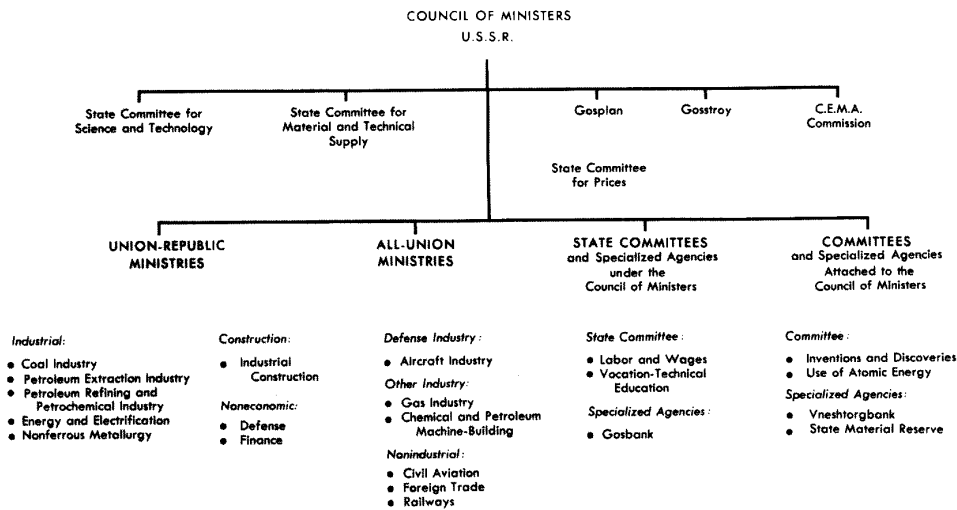 COUNCIL OF MINISTERS
U.S.S.R.
State Committee for
Science and Technology
State Committee for
Material and Technical
Supply
Gosplan
Gosstroy
C.E.M.A.
Commission
State Committee
for Prices
UNION-REPUBLIC
MINISTRIES
ALL-UNION
MINISTRIES
STATE COMMITTEES
and Specialized Agencies
under the
Council of Ministers
COMMITTEES
and Specialized Agencies
Attached to the
Council of Ministers
Industrial:
• Coal Industry
• Petroleum Extraction Industry
• Petroleum Refining and
Petrochemical Industry
• Energy and Electrification
• Nonferrous Metallurgy
Construction:
• Industrial
Construction
Noneconomic:
• Defense
• Finance
Defense Industry:
• Aircraft Industry
Other Industry:
• Gas Industry
• Chemical and Petroleum
Machine-Building
Nonindustrial:
• Civil Aviation
• Foreign Trade
• Railways
State Committee:
• Labor and Wages
• Vocation-Technical
Education
Specialized Agencies:
• Gosbank
Committee:
• Inventions and Discoveries
• Use of Atomic Energy
Specialized Agencies:
• Vneshtorgbank
• State Material Reserve